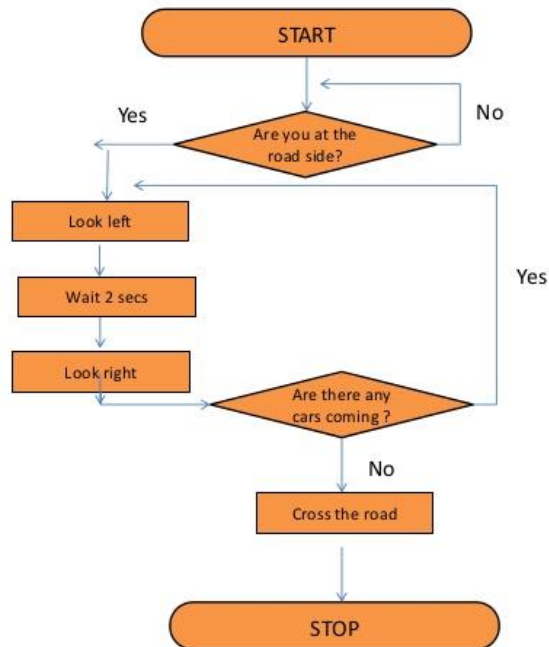 START
Yes
No
Are you at the
road side?
Look left
Wait 2 secs
Yes
Look right
Are there any
cars coming ?
No
Cross the road
STOP